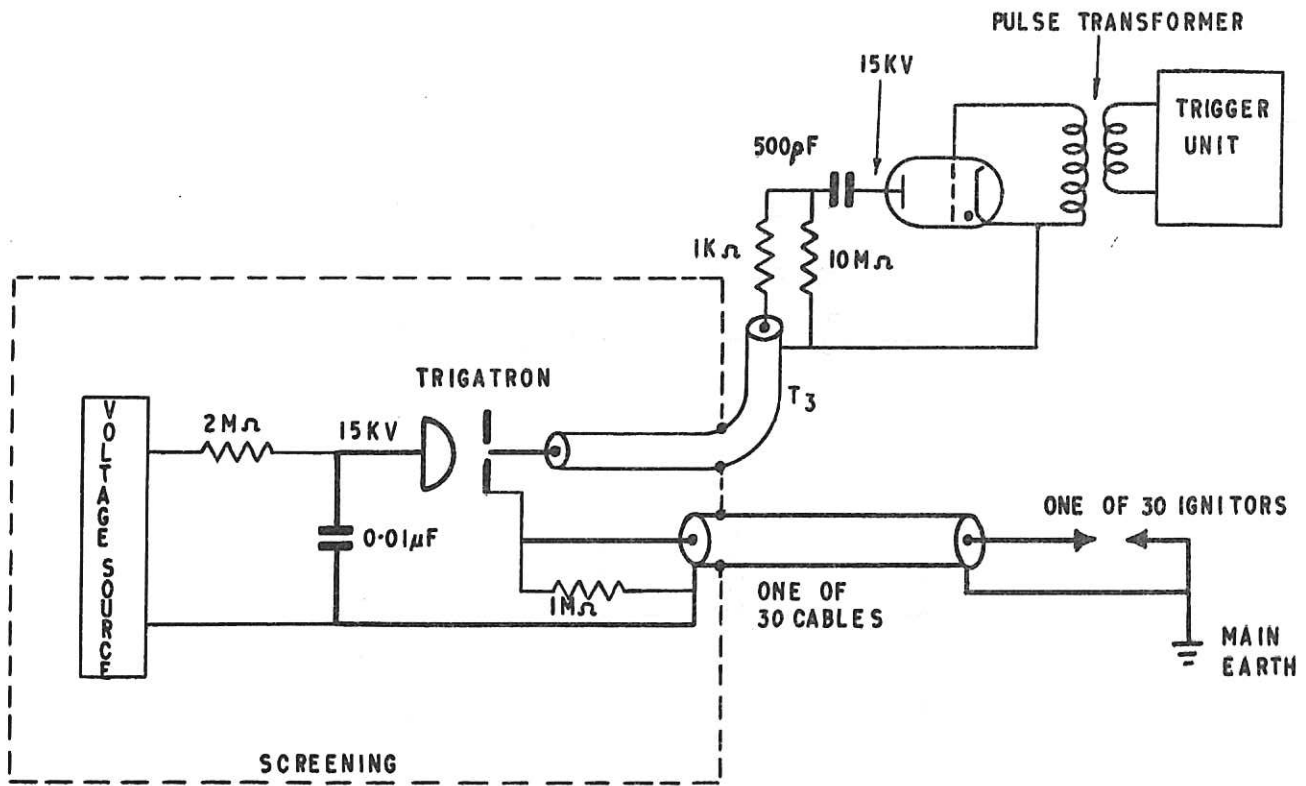 PULSE TRANSFORMER
15KV
TRIGGER
UNIT
500pF
1KΩ
10MΩ
TRIGATRON
T3
VOLTAGE SOURCE
2MΩ
15KV
0·01μF
1MΩ
ONE OF 30 IGNITORS
ONE OF
30 CABLES
MAIN
EARTH
SCREENING